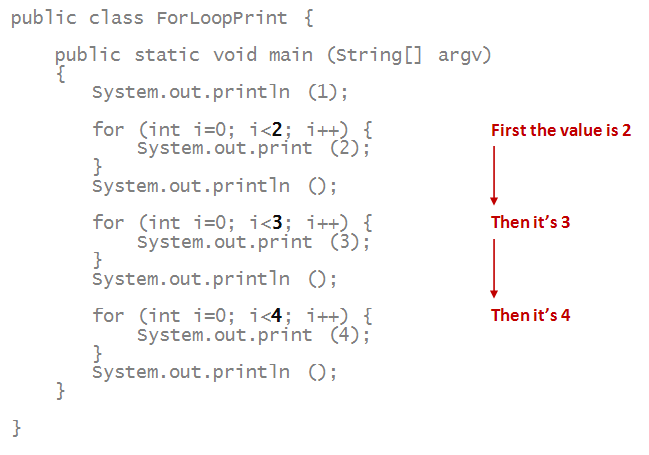 public class ForLoopPrint {
public static void main (String[] argv)
{
System.out.println (1);
for (int i=0; i<2; i++) { First the value is 2
System.out.print (2);
}
System.out.println ();
for (int i=0; i<3; i++) { Then it's 3
System.out.print (3);
}
System.out.println ();
for (int i=0; i<4; i++) { Then it's 4
System.out.print (4);
}
System.out.println ();
}
}